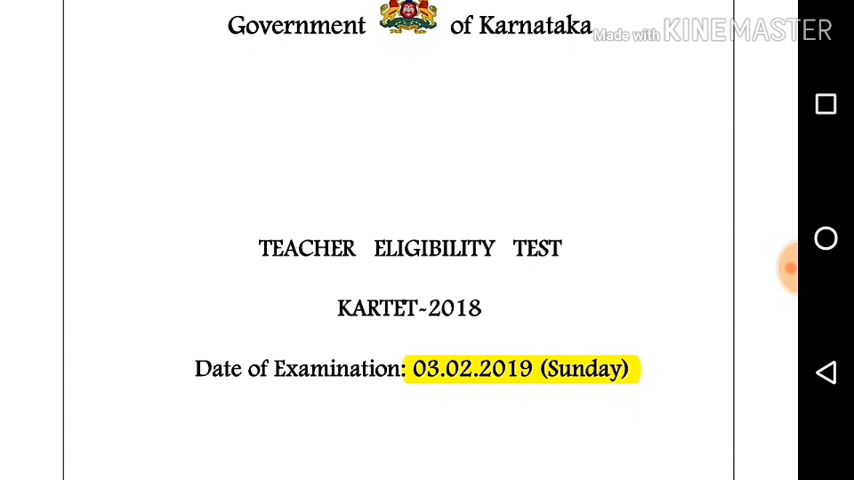 Government of Karnataka
Made with KINEMASTER
TEACHER ELIGIBILITY TEST
KARTET-2018
Date of Examination: 03.02.2019 (Sunday)